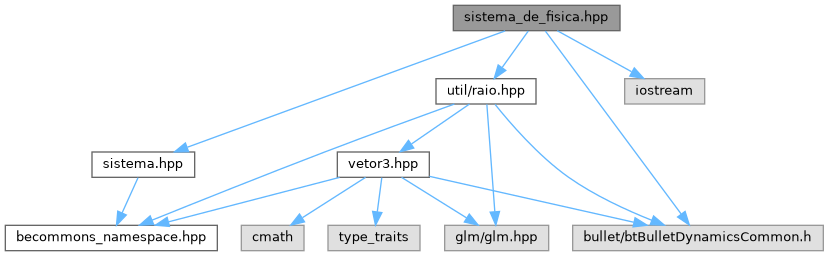 sistema_de_fisica.hpp
util/raio.hpp
iostream
sistema.hpp
vetor3.hpp
becommons_namespace.hpp
cmath
type_traits
glm/glm.hpp
bullet/btBulletDynamicsCommon.h